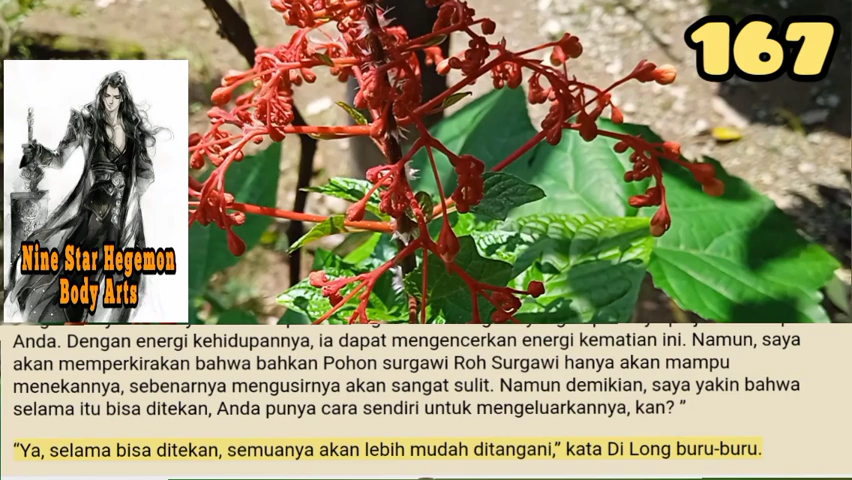 167
Nine Star Hegemon
Body Arts
Anda. Dengan energi kehidupannya, ia dapat mengencerkan energi kematian ini. Namun, saya
akan memperkirakan bahwa bahkan Pohon surgawi Roh Surgawi hanya akan mampu
menekannya, sebenarnya mengusirnya akan sangat sulit. Namun demikian, saya yakin bahwa
selama itu bisa ditekan, Anda punya cara sendiri untuk mengeluarkannya, kan? ”
“Ya, selama bisa ditekan, semuanya akan lebih mudah ditangani,” kata Di Long buru-buru.